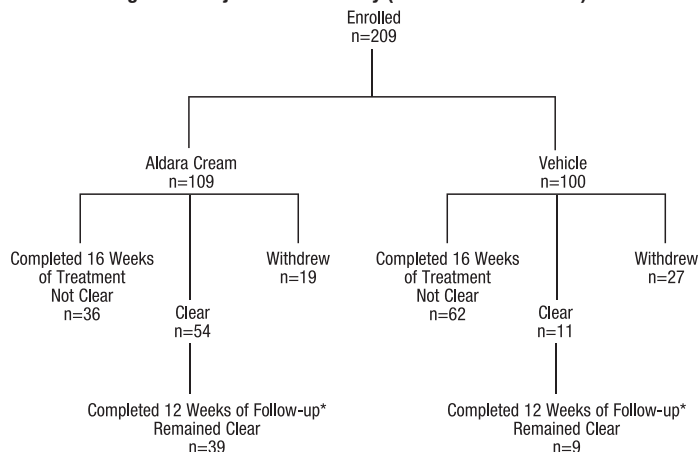 Enrolled
n=209
Aldara Cream
n=109
Vehicle
n=100
Completed 16 Weeks
of Treatment
Not Clear
n=36
Clear
n=54
Withdrew
n=19
Completed 16 Weeks
of Treatment
Not Clear
n=62
Clear
n=11
Withdrew
n=27
Completed 12 Weeks of Follow-up*
Remained Clear
n=39
Completed 12 Weeks of Follow-up*
Remained Clear
n=9